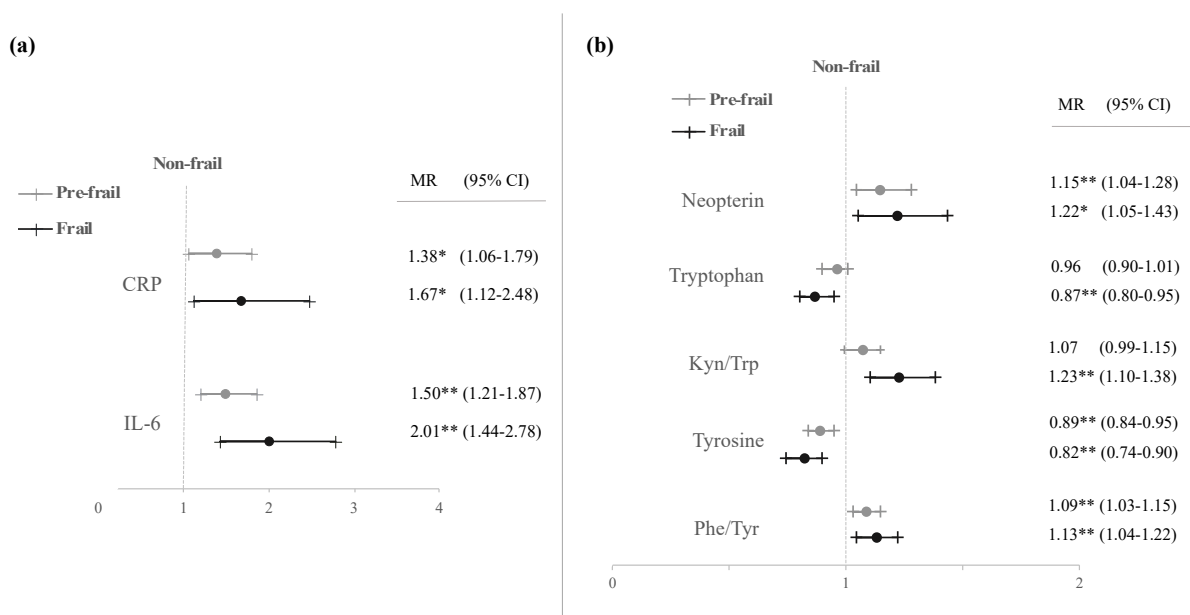 (a)
Non-frail
Pre-frail
Frail
MR (95% CI)
CRP
1.38* (1.06-1.79)
1.67* (1.12-2.48)
IL-6
1.50** (1.21-1.87)
2.01** (1.44-2.78)
0 1 2 3 4
(b)
Non-frail
Pre-frail
Frail
MR (95% CI)
Neopterin
1.15** (1.04-1.28)
1.22* (1.05-1.43)
Tryptophan
0.96 (0.90-1.01)
0.87** (0.80-0.95)
Kyn/Trp
1.07 (0.99-1.15)
1.23** (1.10-1.38)
Tyrosine
0.89** (0.84-0.95)
0.82** (0.74-0.90)
Phe/Tyr
1.09** (1.03-1.15)
1.13** (1.04-1.22)
0 1 2